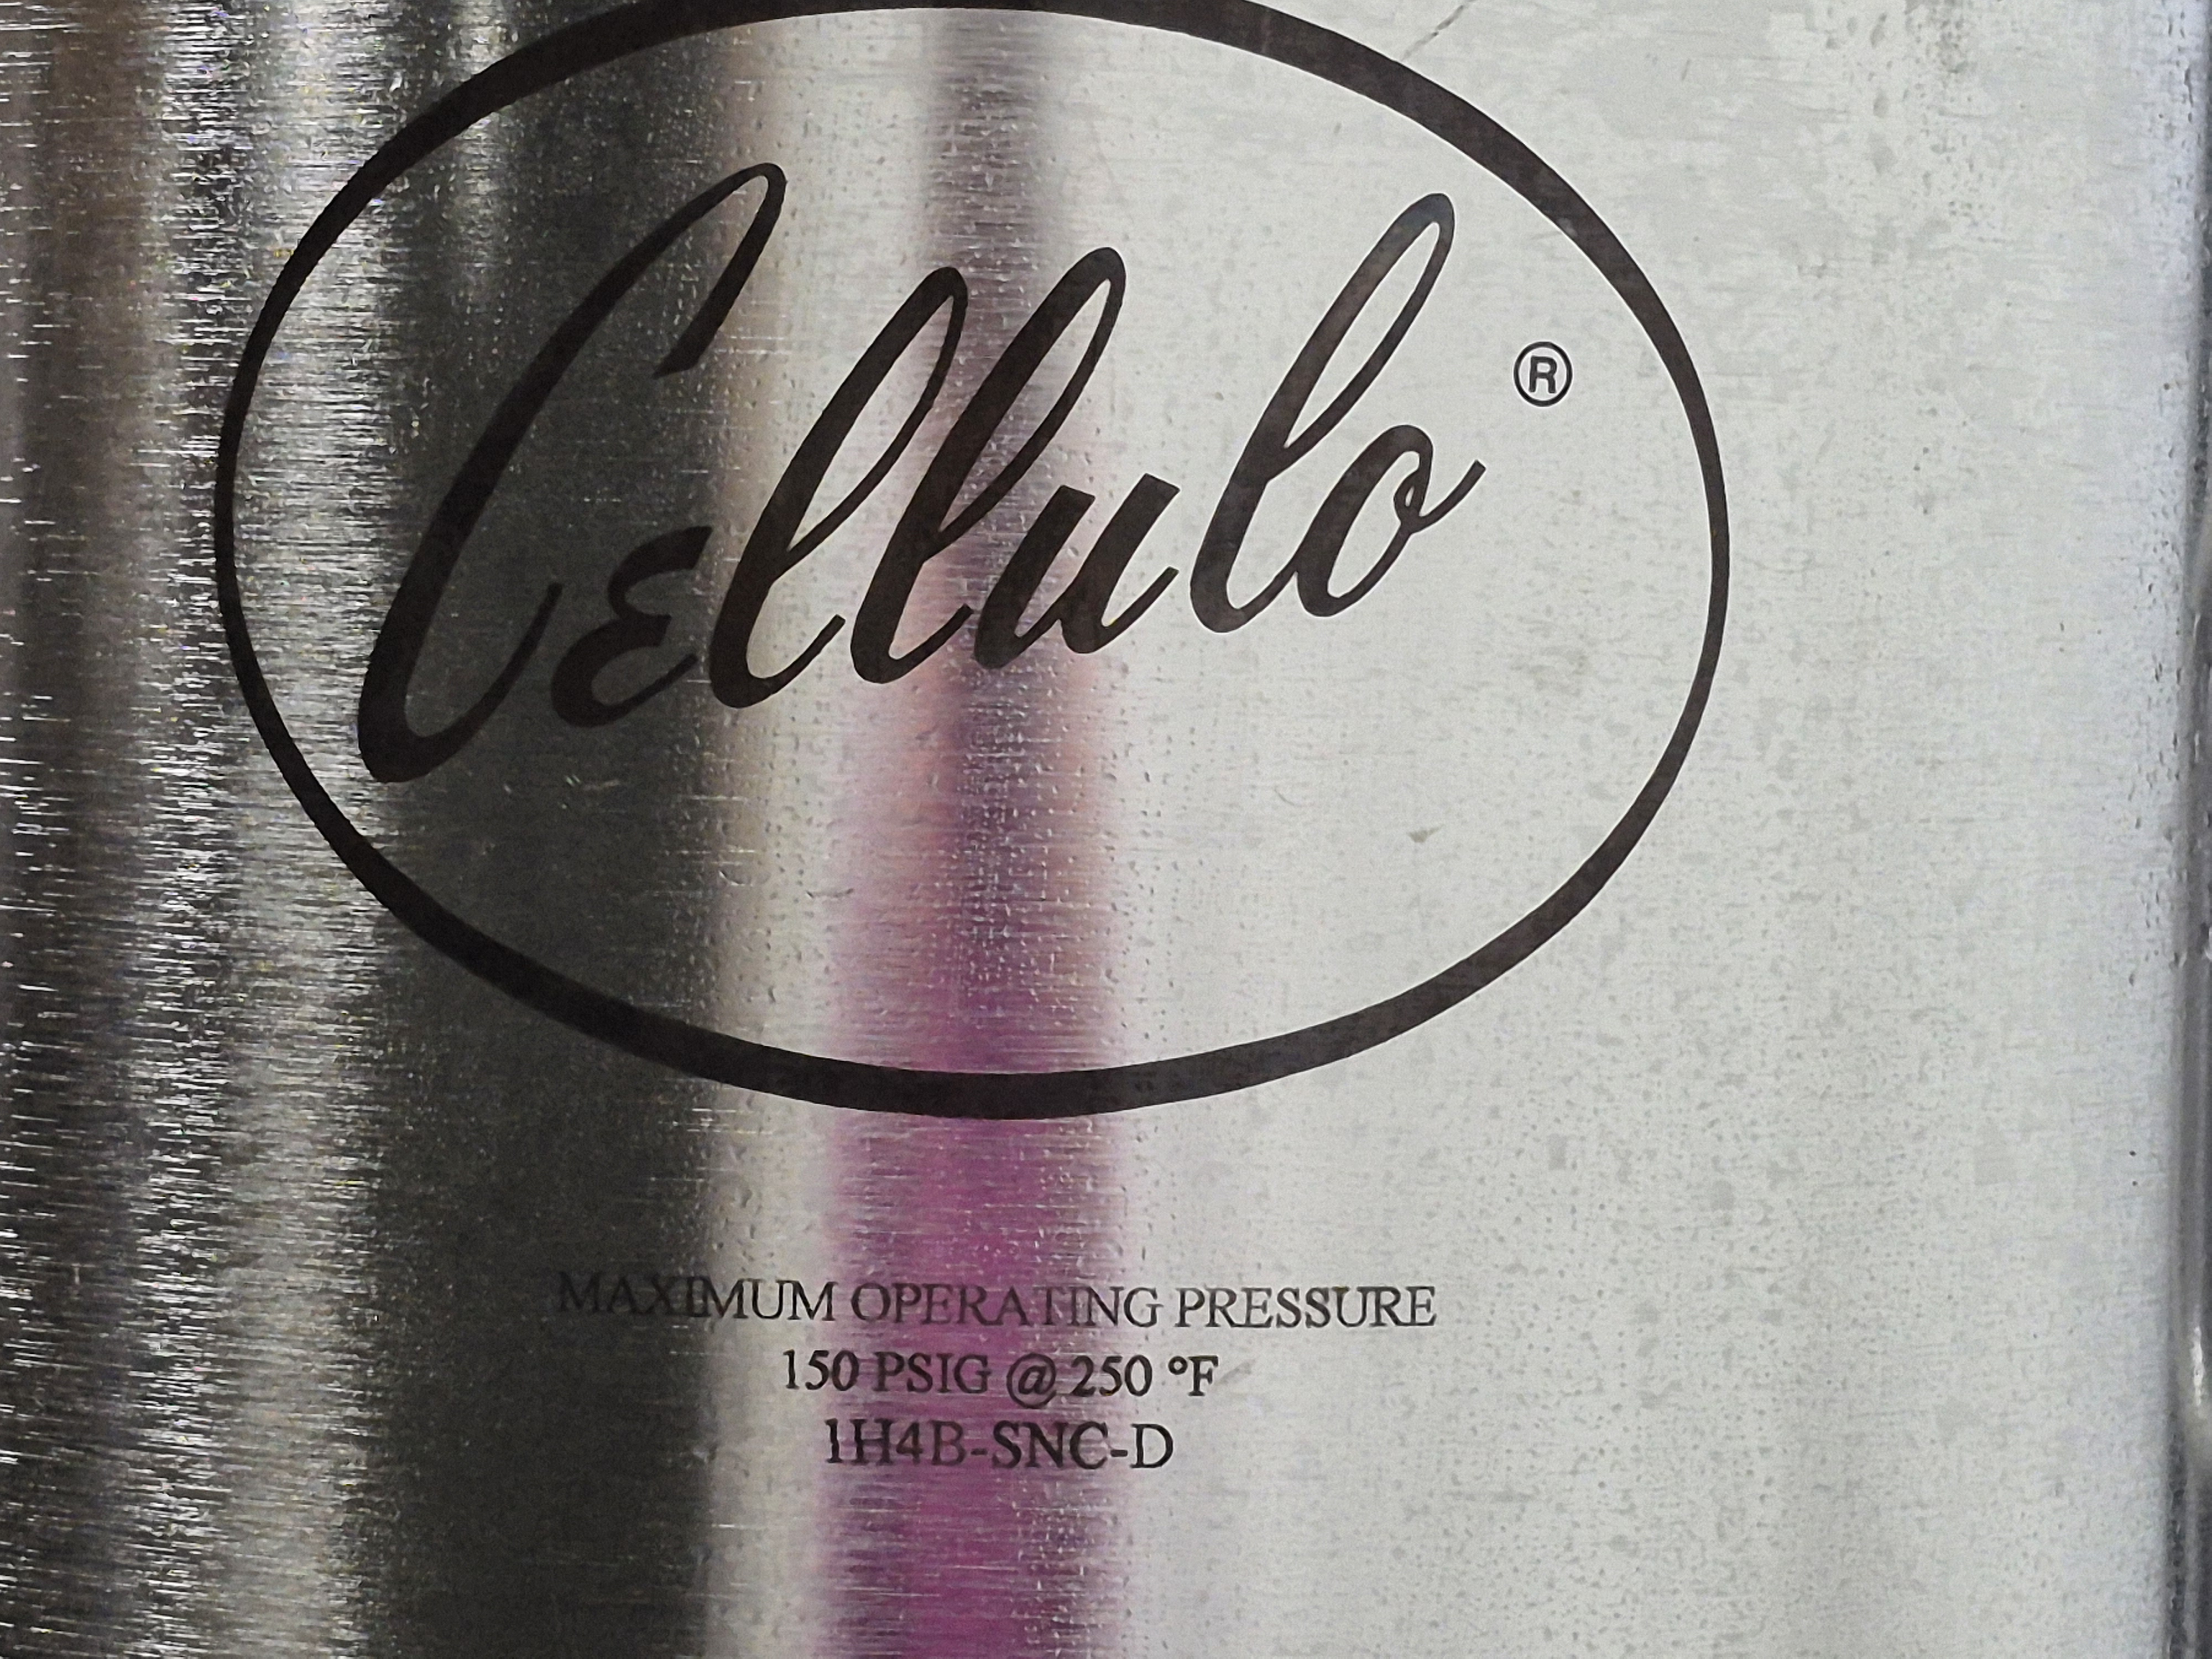 Cellulo ®
MAXIMUM OPERATING PRESSURE
150 PSIG @ 250 °F
1H4B-SNC-D